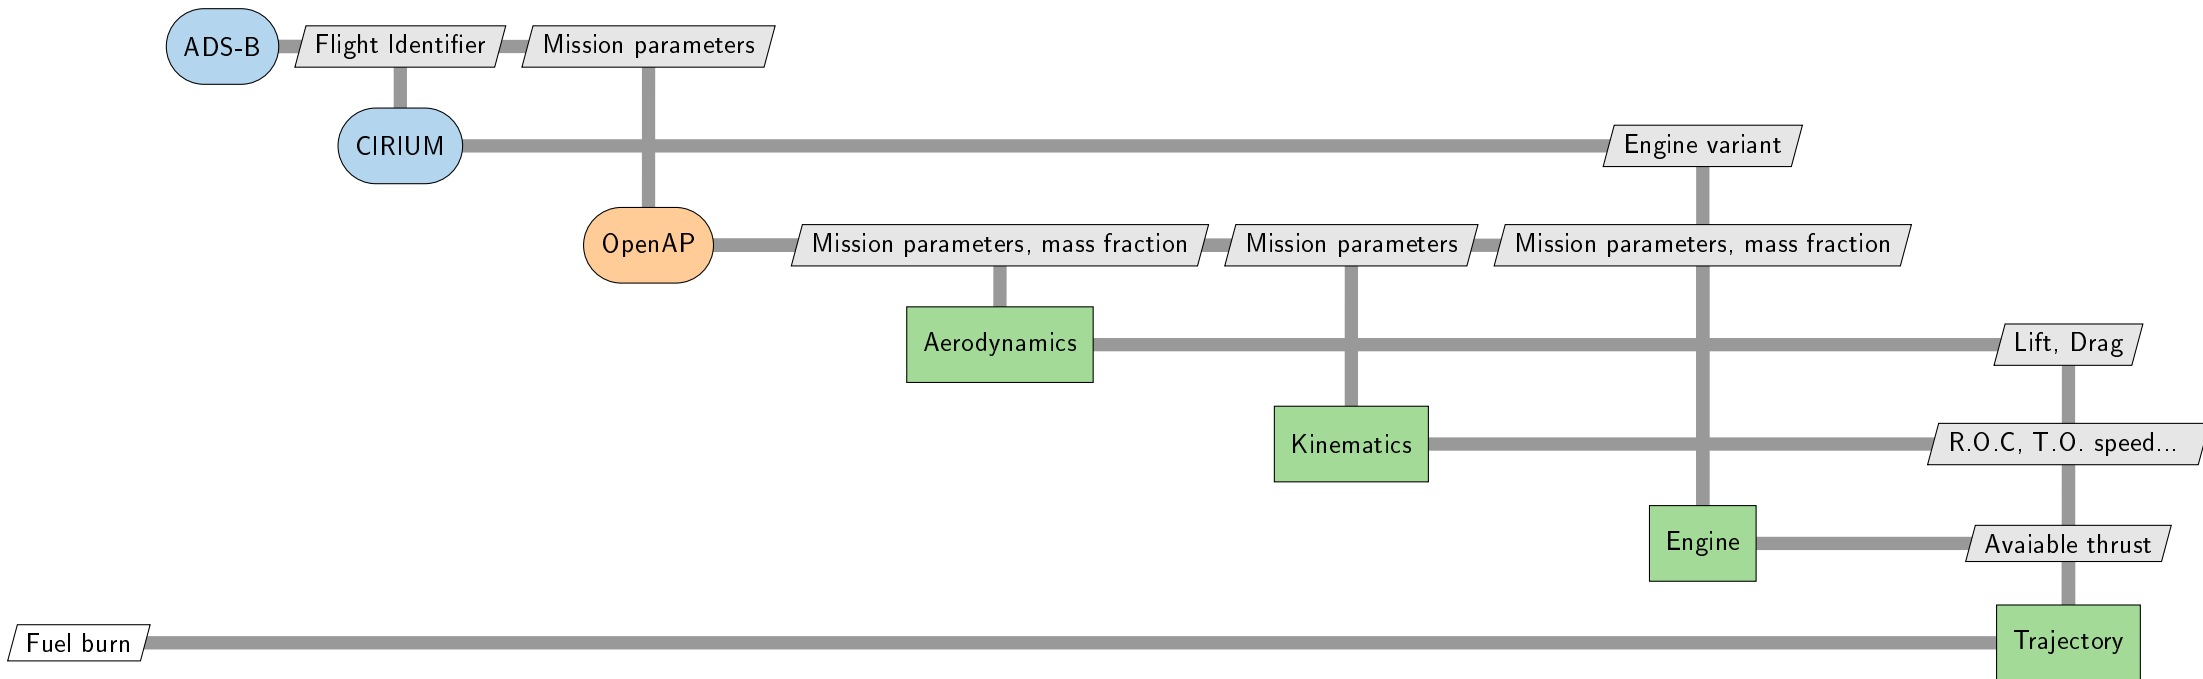 ADS-B
Flight Identifier
Mission parameters
CIRIUM
Engine variant
OpenAP
Mission parameters, mass fraction
Mission parameters
Mission parameters, mass fraction
Aerodynamics
Lift, Drag
Kinematics
R.O.C, T.O. speed...
Engine
Avaiable thrust
Fuel burn
Trajectory